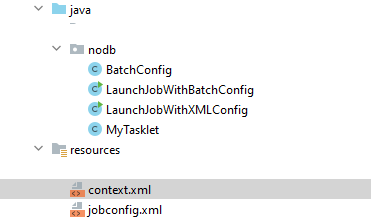 java
nodb
BatchConfig
LaunchJobWithBatchConfig
LaunchJobWithXMLConfig
MyTasklet
resources
context.xml
jobconfig.xml